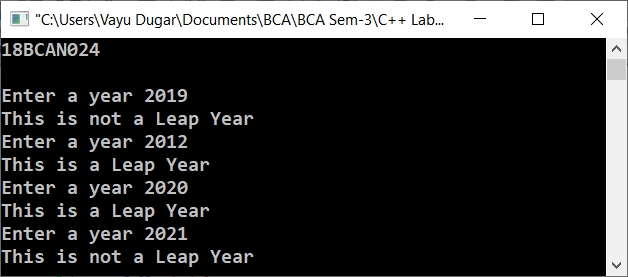 "C:\Users\Vayu Dugar\Documents\BCA\BCA Sem-3\C++ Lab...
18BCAN024
Enter a year 2019
This is not a Leap Year
Enter a year 2012
This is a Leap Year
Enter a year 2020
This is a Leap Year
Enter a year 2021
This is not a Leap Year